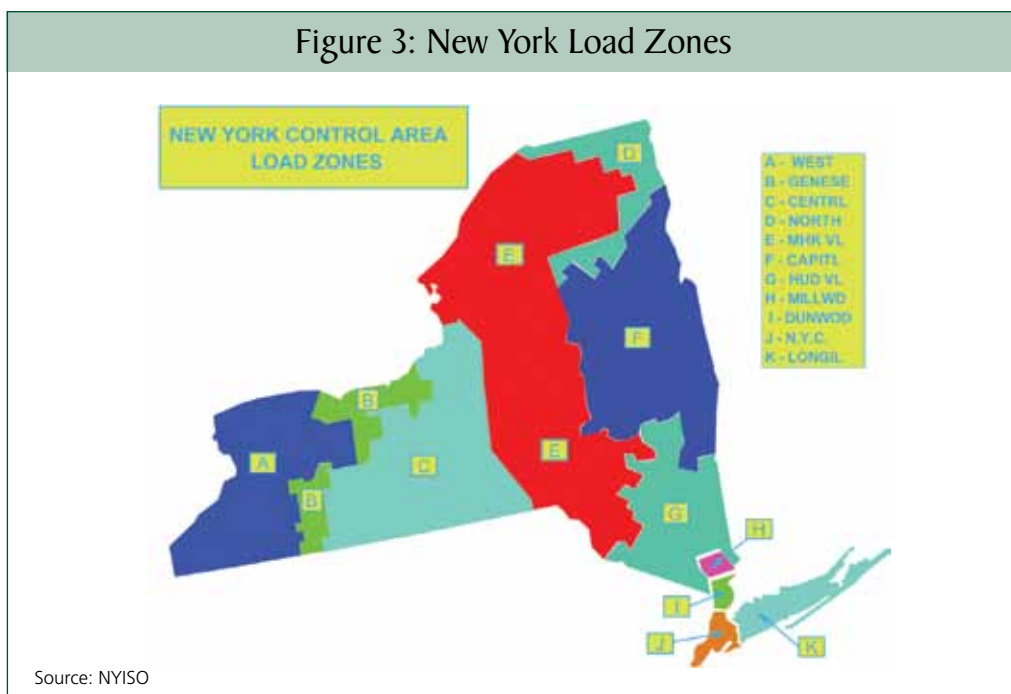 Figure 3: New York Load Zones
NEW YORK CONTROL AREA
LOAD ZONES
A - WEST
B - GENESE
C - CENTRL
D - NORTH
E - MHK VL
F - CAPITL
G - HUD VL
H - MILLWD
I - DUNWOD
J - N.Y.C.
K - LONGIL
D
E
F
B
A
C
E
B
G
H
I
J
K
Source: NYISO